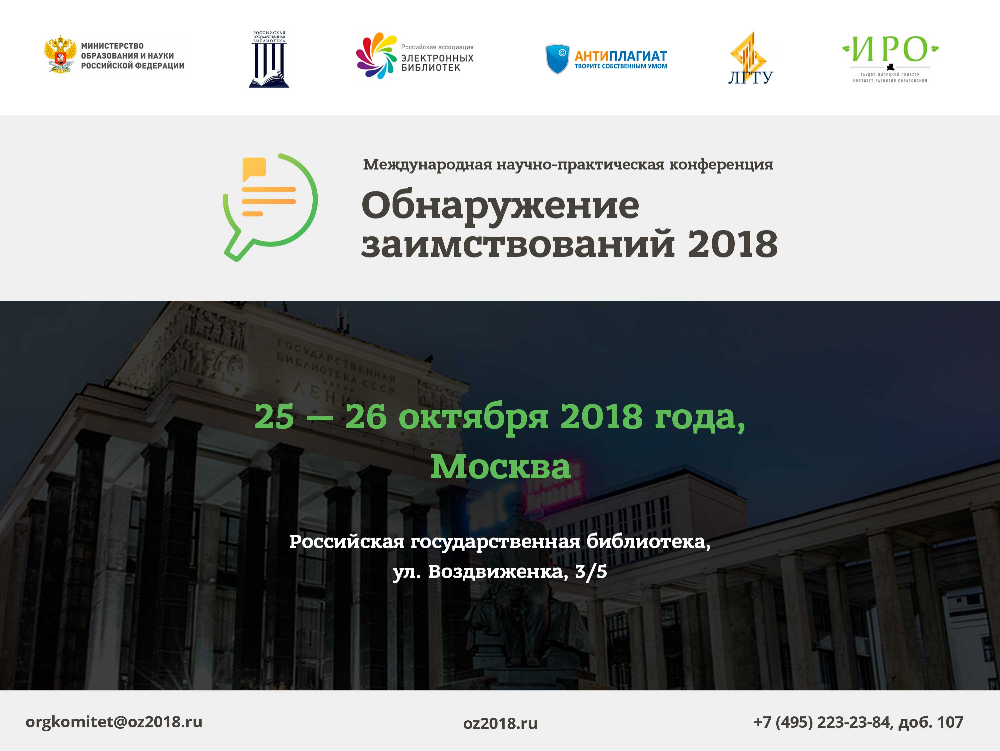 МИНИСТЕРСТВО
ОБРАЗОВАНИЯ И НАУКИ
РОССИЙСКОЙ ФЕДЕРАЦИИ
РОССИЙСКАЯ
ГОСУДАРСТВЕННАЯ
БИБЛИОТЕКА
Российская ассоциация
ЭЛЕКТРОННЫХ
БИБЛИОТЕК
©
АНТИПЛАГИАТ
ТВОРИТЕ СОБСТВЕННЫМ УМОМ
ЛГТУ
ИРО
ГАУДПО ЛИПЕЦКОЙ ОБЛАСТИ
ИНСТИТУТ РАЗВИТИЯ ОБРАЗОВАНИЯ
Международная научно-практическая конференция
Обнаружение
заимствований 2018
ГОСУДАРСТВЕННАЯ
БИБЛИОТЕКА СССР
ИМЕНИ
25 — 26 октября 2018 года,
Москва
Российская государственная библиотека,
ул. Воздвиженка, 3/5
orgkomitet@oz2018.ru
oz2018.ru
+7 (495) 223-23-84, доб. 107